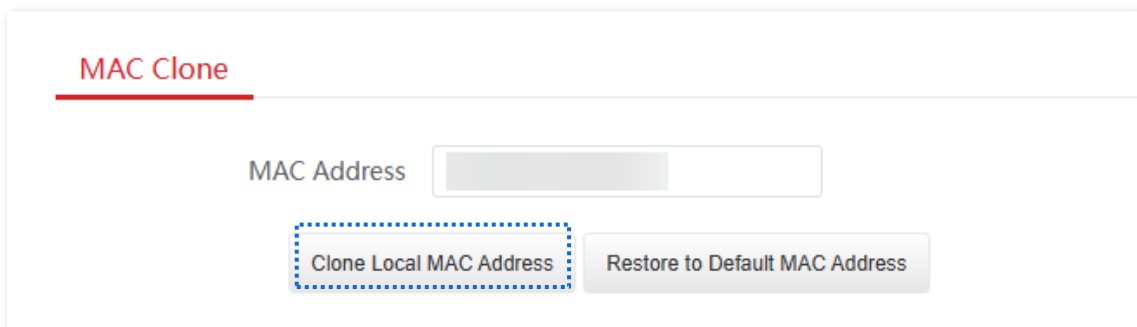 MAC Clone
MAC Address
Clone Local MAC Address Restore to Default MAC Address